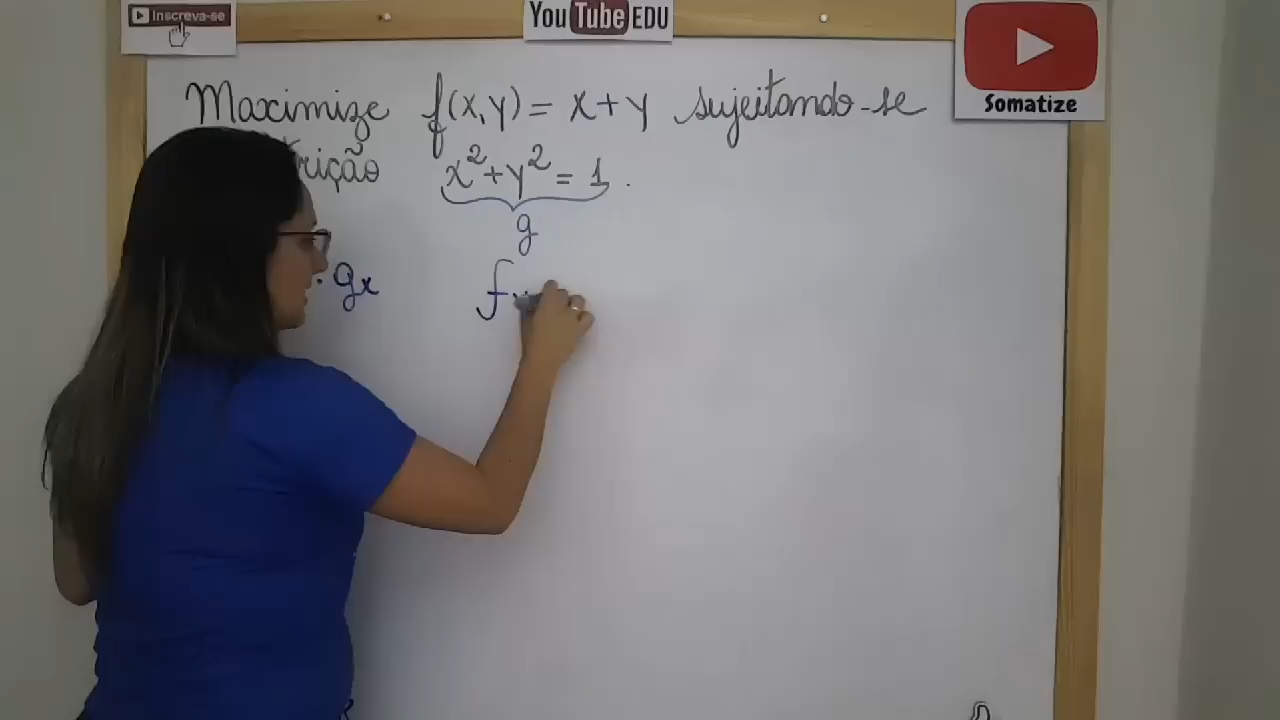 Inscreva-se
YouTube EDU
Somatize
Maximize f(x,y) = x + y sujeitando-se
x² + y² = 1.
g
. gx
f